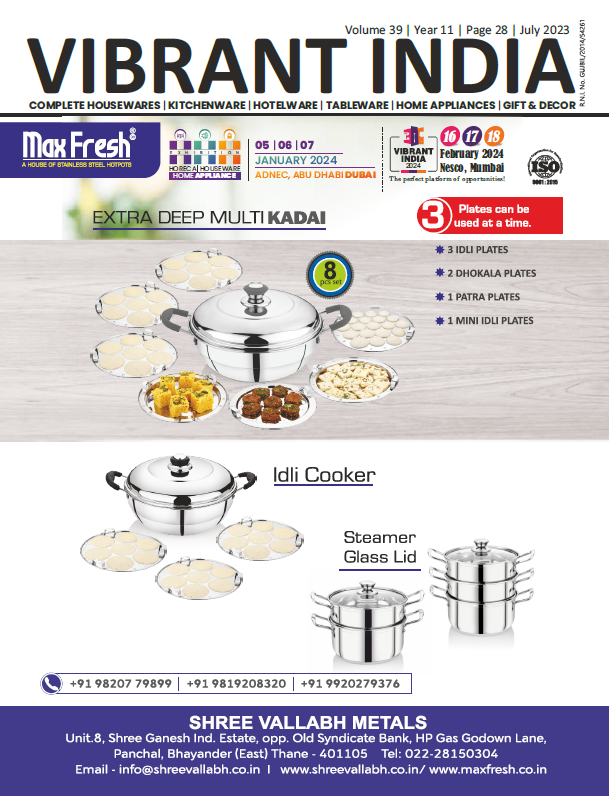 Volume 39 | Year 11 | Page 28 | July 2023
VIBRANT INDIA
R.N.I. No. GUJBIL/2014/54261
COMPLETE HOUSEWARES | KITCHENWARE | HOTELWARE | TABLEWARE | HOME APPLIANCES | GIFT & DECOR
Max Fresh®
A HOUSE OF STAINLESS STEEL HOTPOTS
EXHIBITION
HORECA HOUSEWARE
HOME APPLIANCE
05 | 06 | 07
JANUARY 2024
ADNEC, ABU DHABI DUBAI
VIBRANT
INDIA
2024
16 17 18
February 2024
Nesco, Mumbai
The perfect platform of opportunities!
ISO
9001:2015
EXTRA DEEP MULTI KADAI
3 Plates can be
used at a time.
8
pcs set
3 IDLI PLATES
2 DHOKALA PLATES
1 PATRA PLATES
1 MINI IDLI PLATES
Idli Cooker
Steamer
Glass Lid
+91 98207 79899 | +91 9819208320 | +91 9920279376
SHREE VALLABH METALS
Unit.8, Shree Ganesh Ind. Estate, opp. Old Syndicate Bank, HP Gas Godown Lane,
Panchal, Bhayander (East) Thane - 401105 Tel: 022-28150304
Email - info@shreevallabh.co.in I www.shreevallabh.co.in/ www.maxfresh.co.in